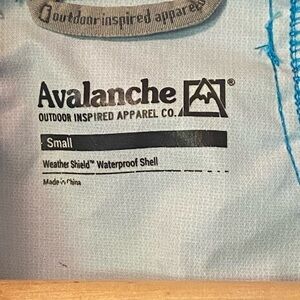 outdoor inspired apparel
Avalanche ®
OUTDOOR INSPIRED APPAREL CO.
Small
Weather Shield™ Waterproof Shell
Made in China